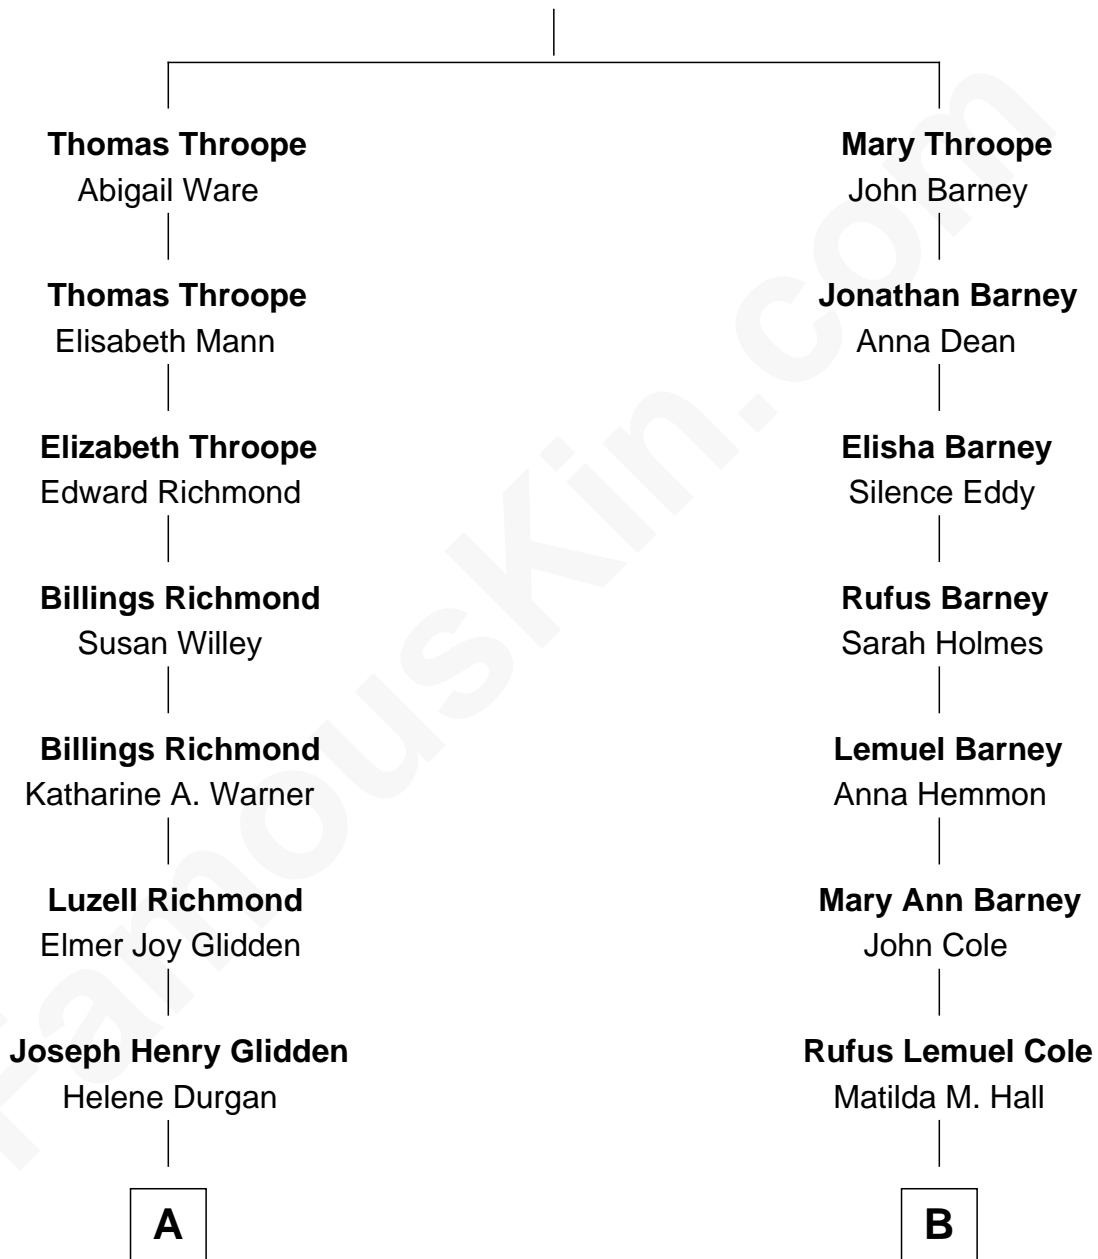 Thomas Throope
Abigail Ware
Thomas Throope
Elisabeth Mann
Elizabeth Throope
Edward Richmond
Billings Richmond
Susan Willey
Billings Richmond
Katharine A. Warner
Luzell Richmond
Elmer Joy Glidden
Joseph Henry Glidden
Helene Durgan
A
Mary Throope
John Barney
Jonathan Barney
Anna Dean
Elisha Barney
Silence Eddy
Rufus Barney
Sarah Holmes
Lemuel Barney
Anna Hemmon
Mary Ann Barney
John Cole
Rufus Lemuel Cole
Matilda M. Hall
B
FamousKin.com